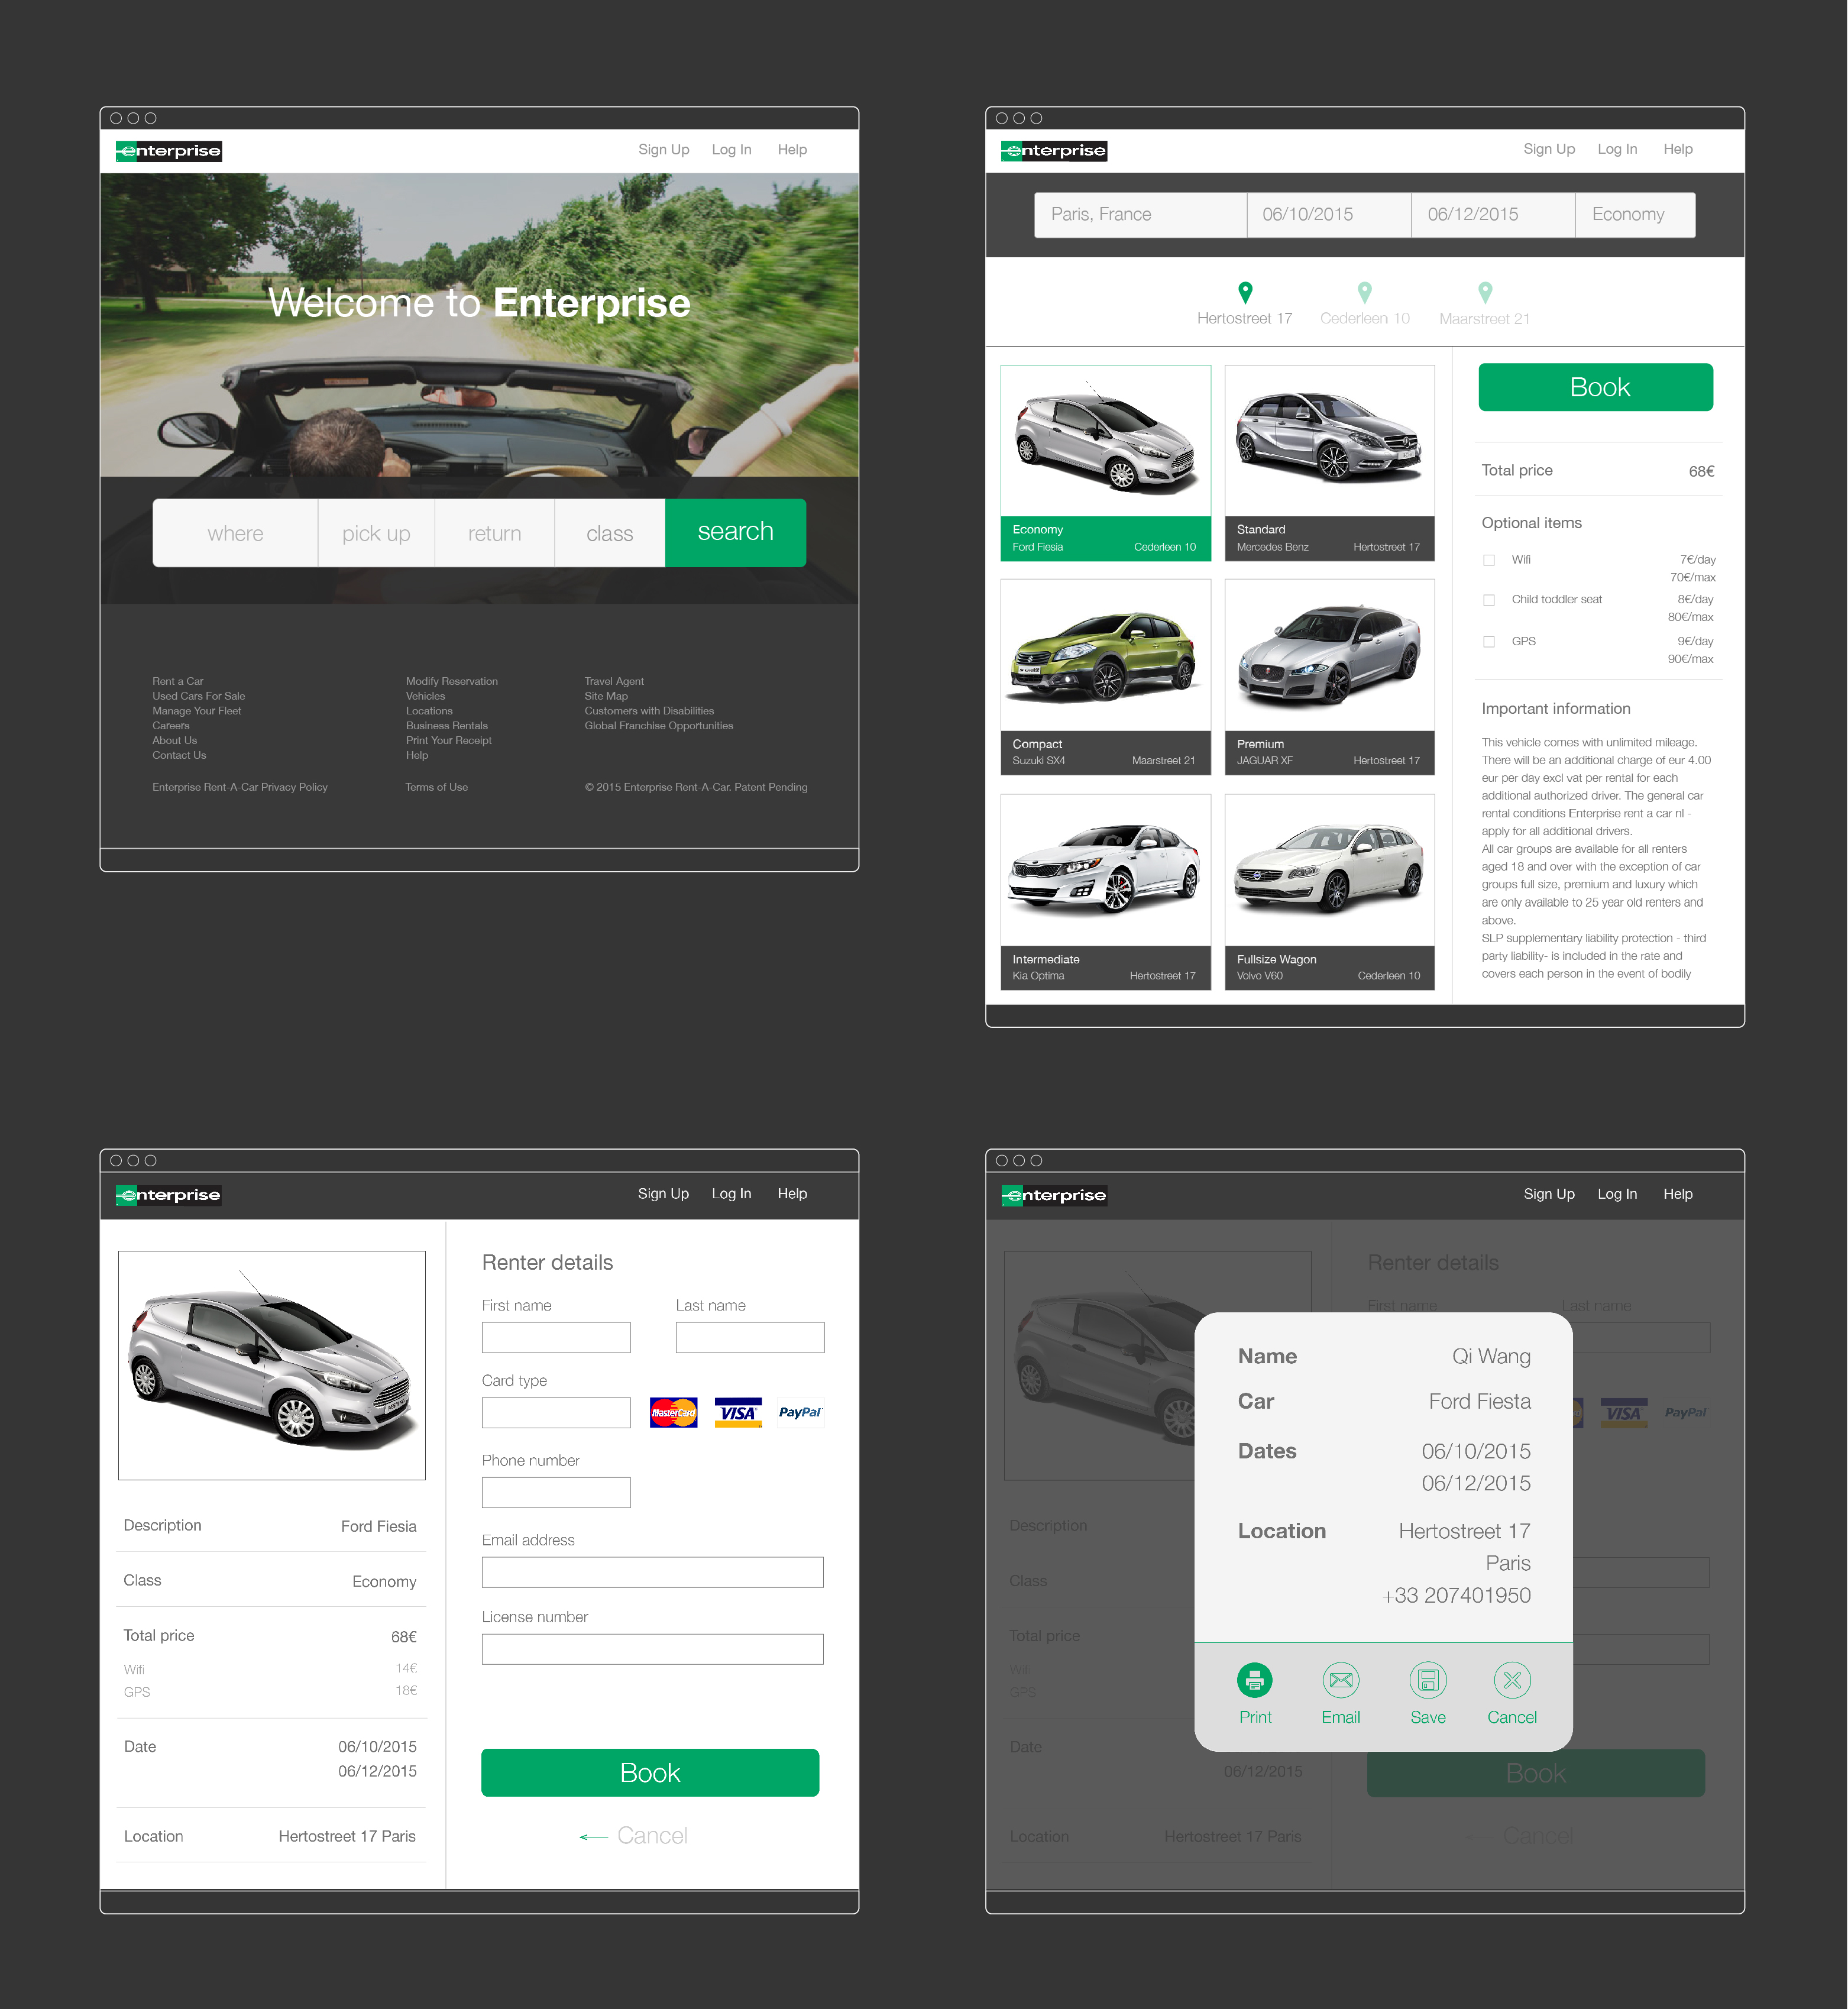 enterprise
Sign Up Log In Help
Welcome to Enterprise
where pick up return class search
Rent a Car
Used Cars For Sale
Manage Your Fleet
Careers
About Us
Contact Us
Modify Reservation
Vehicles
Locations
Business Rentals
Print Your Receipt
Help
Travel Agent
Site Map
Customers with Disabilities
Global Franchise Opportunities
Enterprise Rent-A-Car Privacy Policy Terms of Use © 2015 Enterprise Rent-A-Car. Patent Pending
enterprise
Sign Up Log In Help
Paris, France 06/10/2015 06/12/2015 Economy
Hertostreet 17 Cederleen 10 Maarstreet 21
Economy
Ford Fiesia Cederleen 10
Standard
Mercedes Benz Hertostreet 17
Compact
Suzuki SX4 Maarstreet 21
Premium
JAGUAR XF Hertostreet 17
Intermediate
Kia Optima Hertostreet 17
Fullsize Wagon
Volvo V60 Cederleen 10
Book
Total price 68€
Optional items
Wifi 7€/day
70€/max
Child toddler seat 8€/day
80€/max
GPS 9€/day
90€/max
Important information
This vehicle comes with unlimited mileage.
There will be an additional charge of eur 4.00
eur per day excl vat per rental for each
additional authorized driver. The general car
rental conditions Enterprise rent a car nl -
apply for all additional drivers.
All car groups are available for all renters
aged 18 and over with the exception of car
groups full size, premium and luxury which
are only available to 25 year old renters and
above.
SLP supplementary liability protection - third
party liability- is included in the rate and
covers each person in the event of bodily
enterprise
Sign Up Log In Help
Description Ford Fiesia
Class Economy
Total price 68€
Wifi 14€
GPS 18€
Date 06/10/2015
06/12/2015
Location Hertostreet 17 Paris
Renter details
First name Last name
Card type
MasterCard VISA PayPal
Phone number
Email address
License number
Book
Cancel
enterprise
Sign Up Log In Help
Renter details
First name Last name
VISA PayPal
Description
Class
Total price
Wifi
GPS
Date
06/12/2015
Location Hertostreet 17 Paris
Book
Cancel
Name Qi Wang
Car Ford Fiesta
Dates 06/10/2015
06/12/2015
Location Hertostreet 17
Paris
+33 207401950
Print Email Save Cancel